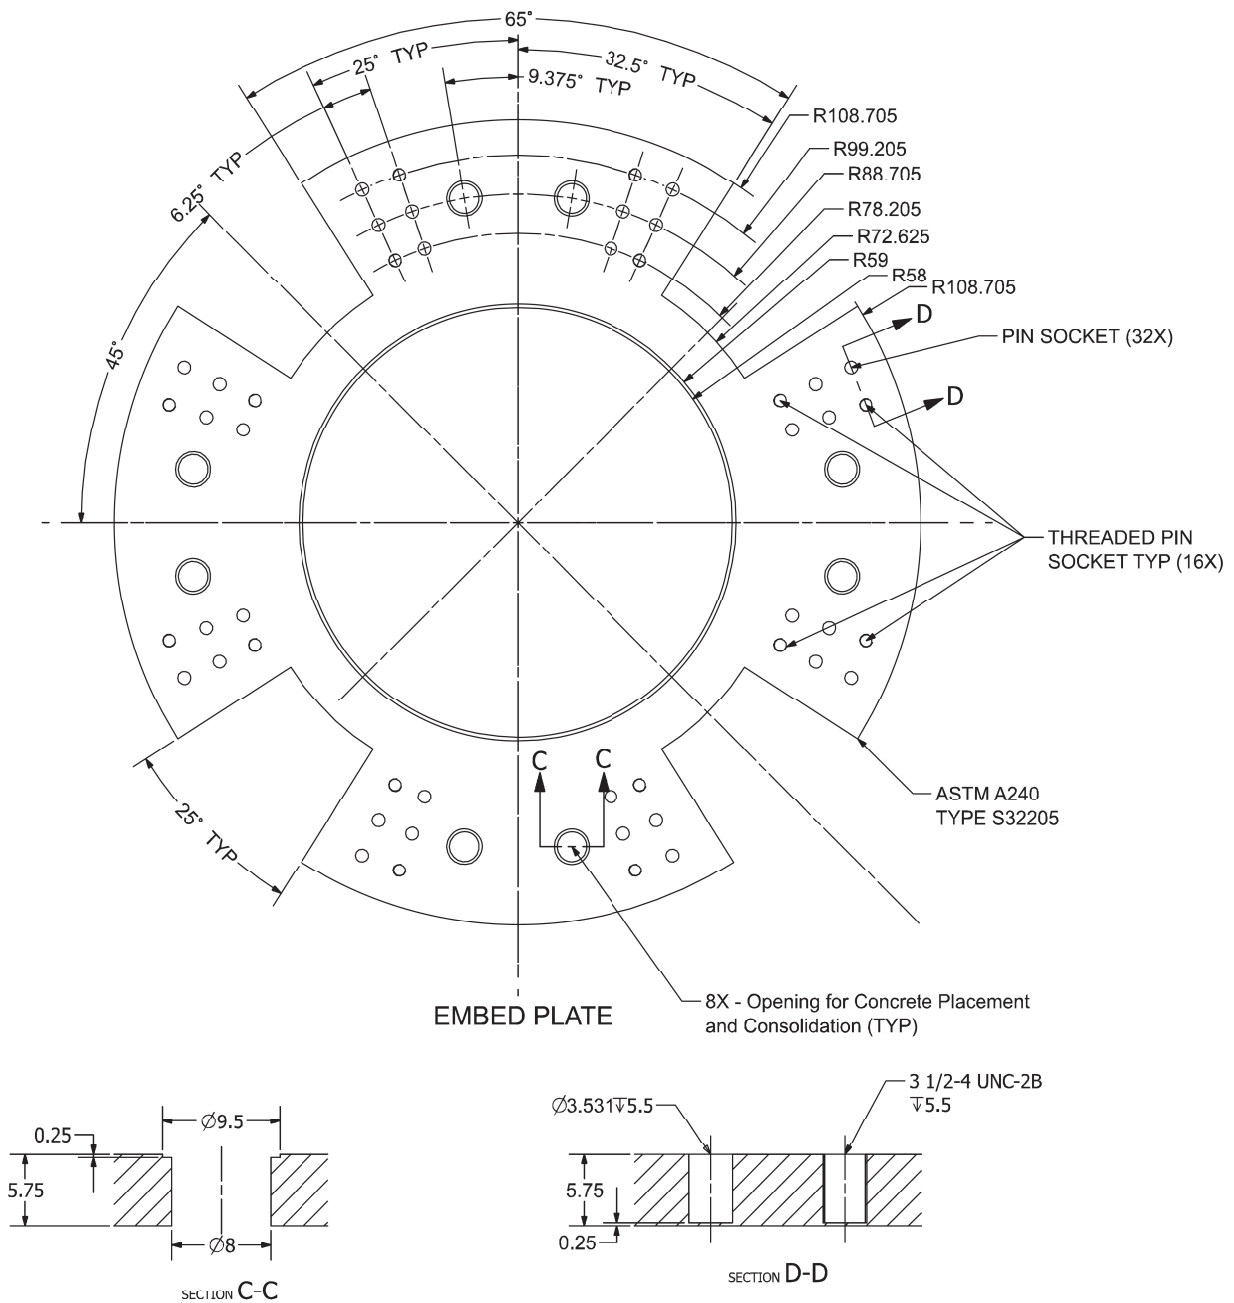 65°
25° TYP
32.5° TYP
9.375° TYP
6.25° TYP
45°
R108.705
R99.205
R88.705
R78.205
R72.625
R59
R58
R108.705
D
PIN SOCKET (32X)
D
THREADED PIN
SOCKET TYP (16X)
C C
25° TYP
ASTM A240
TYPE S32205
8X - Opening for Concrete Placement
and Consolidation (TYP)
EMBED PLATE
Ø9.5
0.25
5.75
Ø8
SECTION C-C
Ø3.531↧5.5
3 1/2-4 UNC-2B
↧5.5
5.75
0.25
SECTION D-D